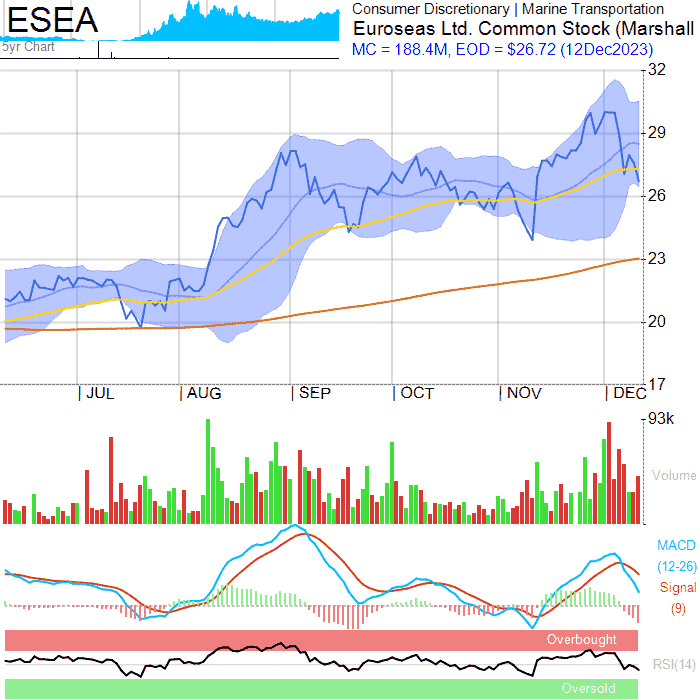 ESEA
5yr Chart
Consumer Discretionary | Marine Transportation
Euroseas Ltd. Common Stock (Marshall
MC = 188.4M, EOD = $26.72 (12Dec2023)
32
29
26
23
20
17
| JUL | AUG | SEP | OCT | NOV | DEC
93k
Volume
MACD
(12-26)
Signal
(9)
Overbought
RSI(14)
Oversold